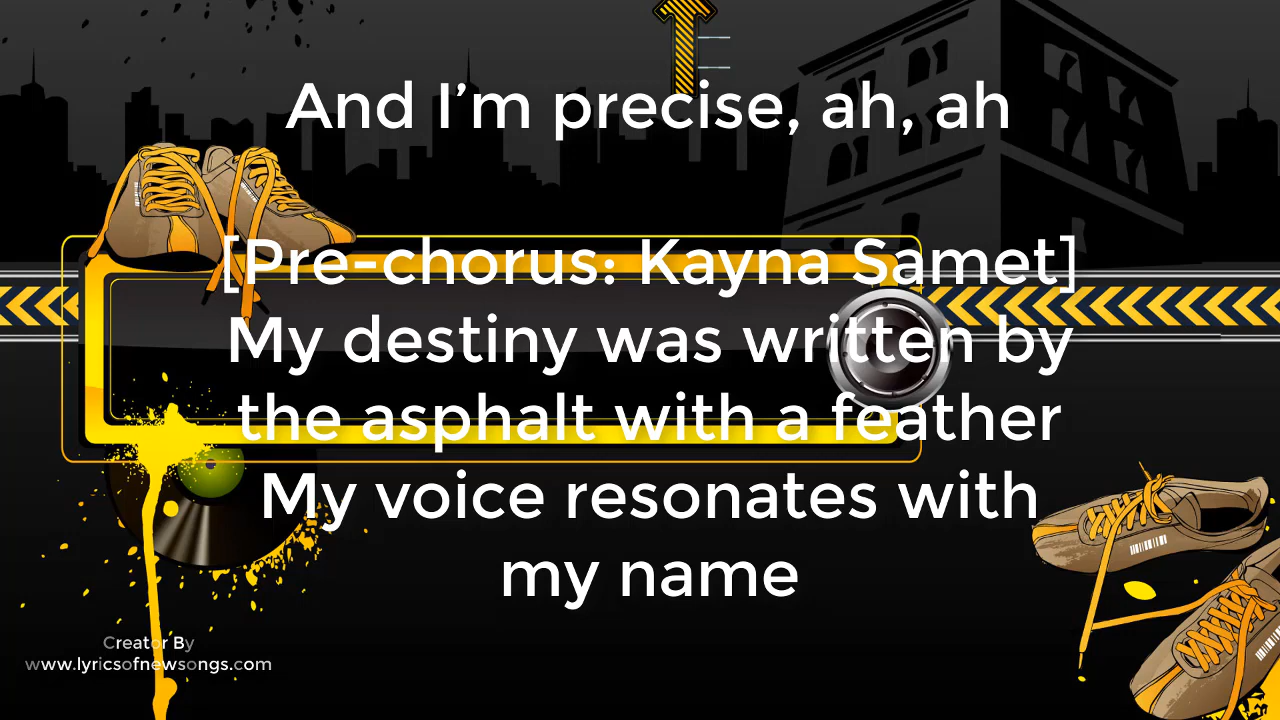 And I’m precise, ah, ah
[Pre-chorus: Kayna Samet]
My destiny was written by
the asphalt with a feather
My voice resonates with
my name
Creator By
www.lyricsofnewsongs.com